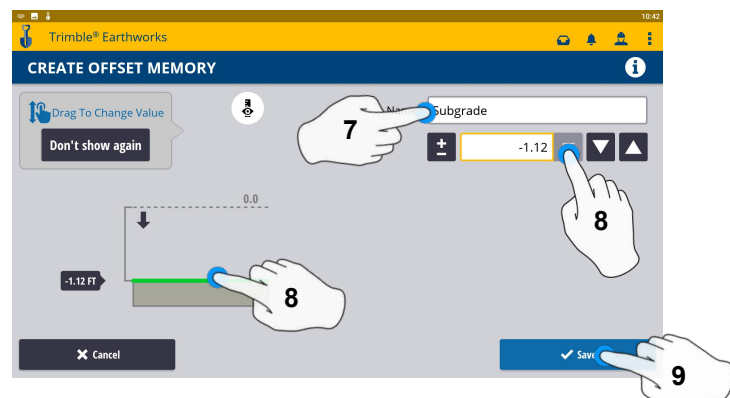 10:42
Trimble® Earthworks
CREATE OFFSET MEMORY
i
Drag To Change Value
Don't show again
7
Subgrade
±
-1.12
8
0.0
-1.12 FT
8
Cancel
Save
9